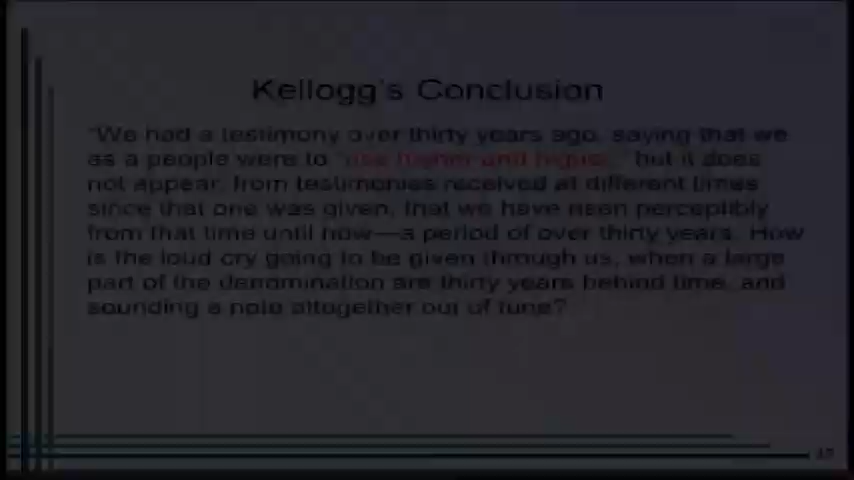 Kellogg's Conclusion
"We had a testimony over thirty years ago, saying that we
as a people were to "rise higher and higher," but it does
not appear, from testimonies received at different times
since that one was given, that we have risen perceptibly
from that time until now—a period of over thirty years. How
is the loud cry going to be given through us, when a large
part of the denomination are thirty years behind time, and
sounding a note altogether out of tune?